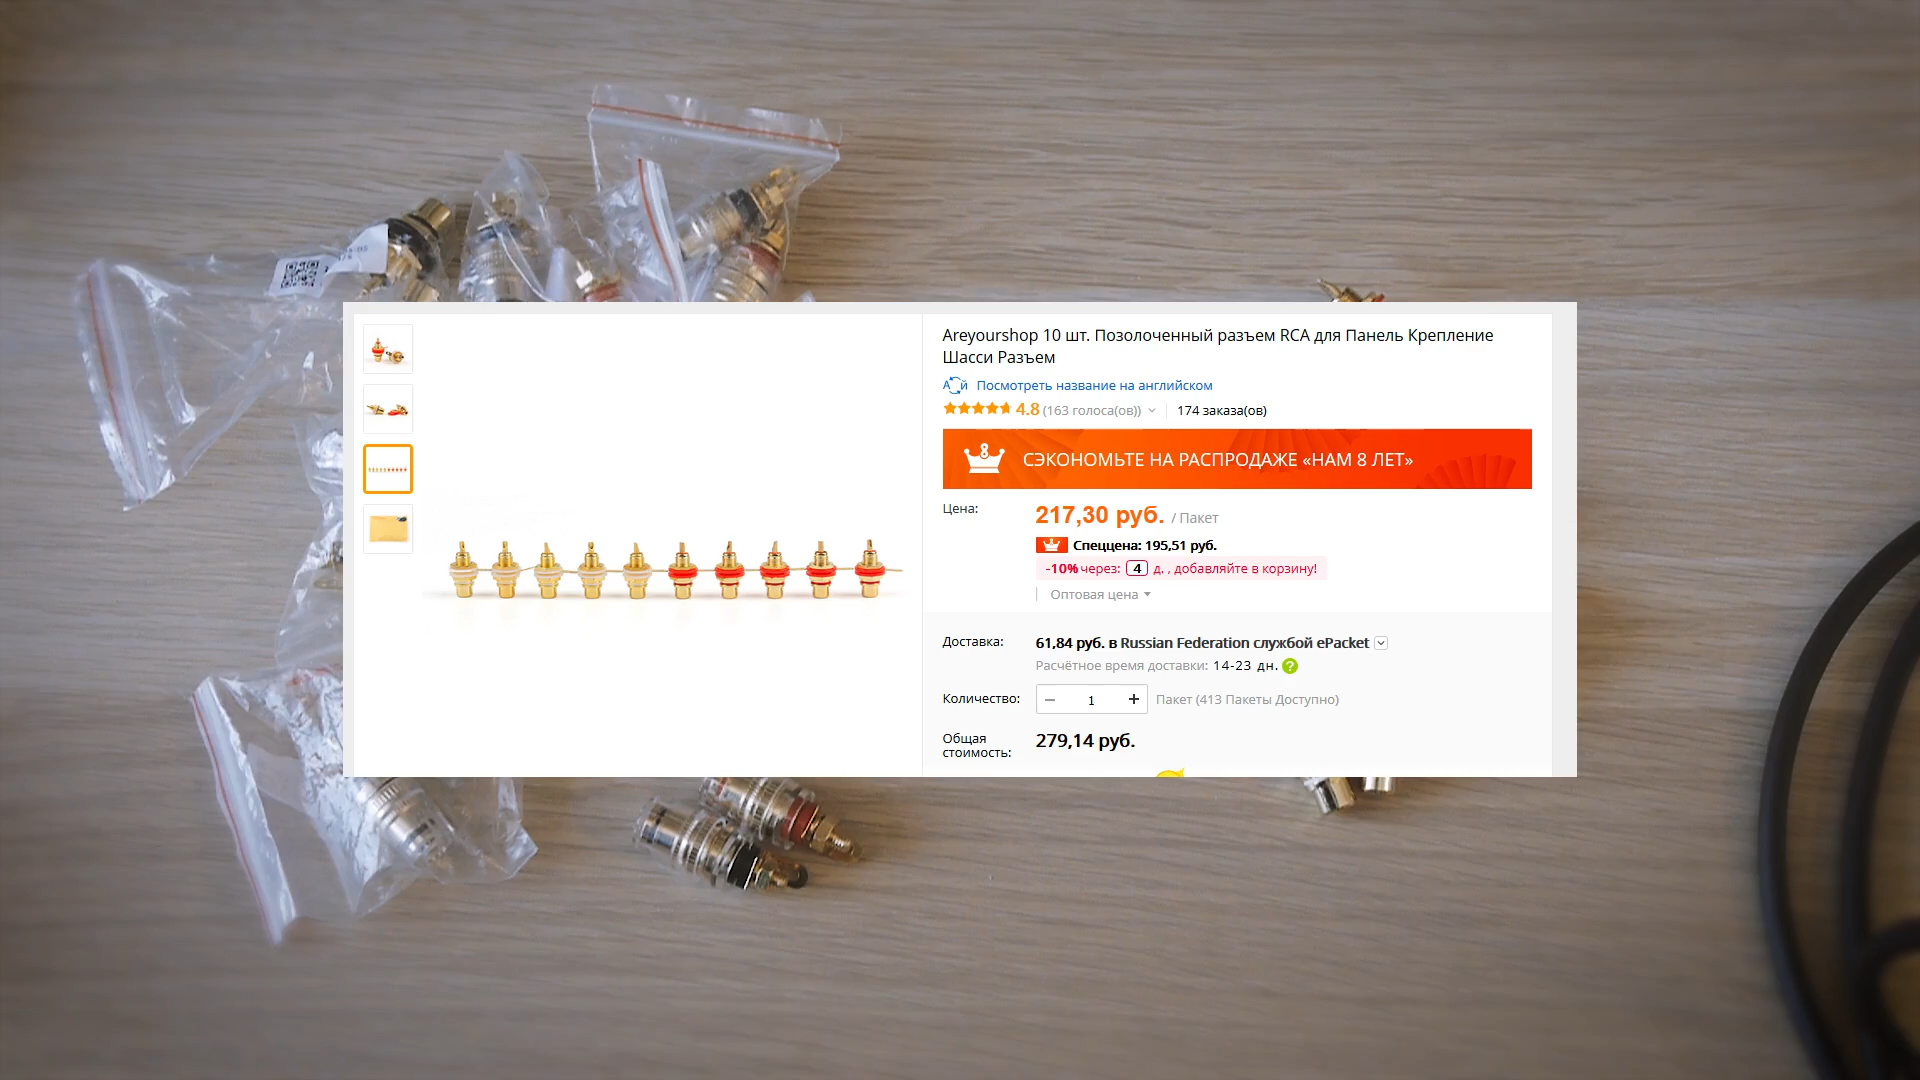 Areyourshop 10 шт. Позолоченный разъем RCA для Панель Крепление
Шасси Разъем
Посмотреть название на английском
4.8 (163 голоса(ов)) 174 заказа(ов)
8 СЭКОНОМЬТЕ НА РАСПРОДАЖЕ «НАМ 8 ЛЕТ»
Цена: 217,30 руб. / Пакет
Спеццена: 195,51 руб.
-10% через: 4 д. , добавляйте в корзину!
Оптовая цена
Доставка: 61,84 руб. в Russian Federation службой ePacket
Расчётное время доставки: 14-23 дн. ?
Количество: − 1 + Пакет (413 Пакеты Доступно)
Общая
стоимость: 279,14 руб.